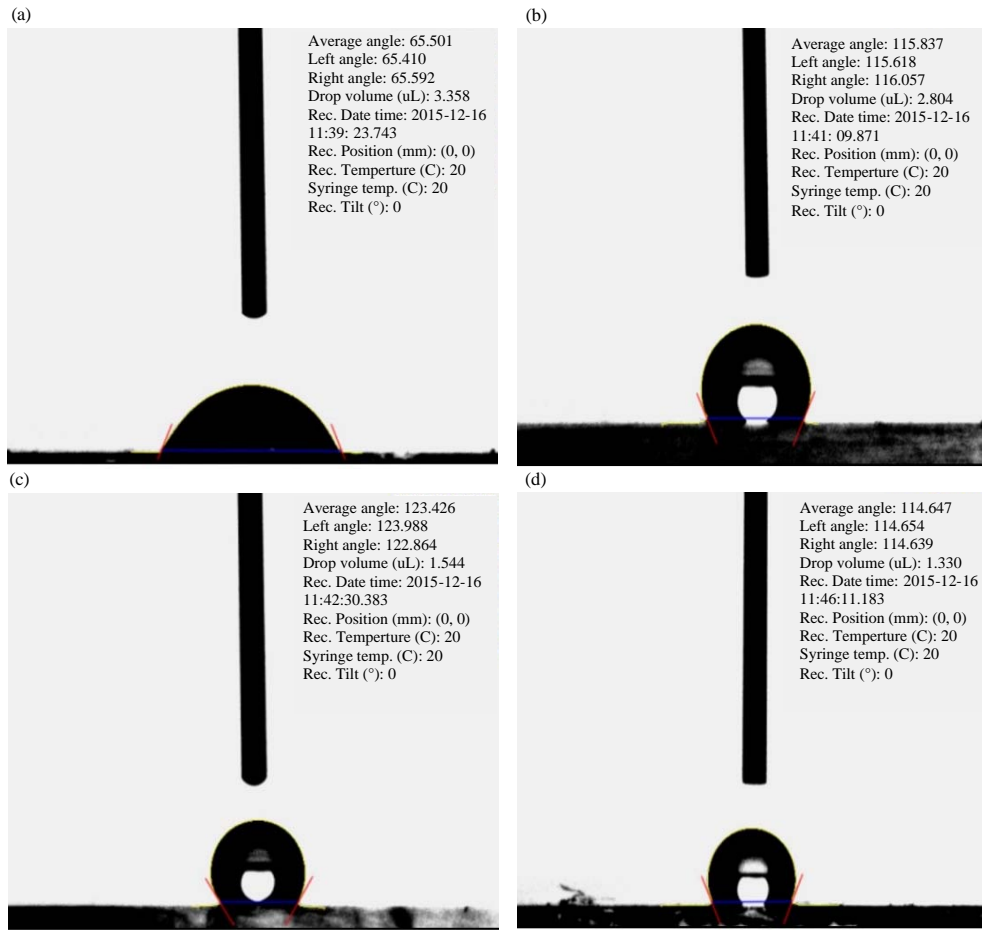 (a)
Average angle: 65.501
Left angle: 65.410
Right angle: 65.592
Drop volume (uL): 3.358
Rec. Date time: 2015-12-16
11:39: 23.743
Rec. Position (mm): (0, 0)
Rec. Temperture (C): 20
Syringe temp. (C): 20
Rec. Tilt (°): 0
(b)
Average angle: 115.837
Left angle: 115.618
Right angle: 116.057
Drop volume (uL): 2.804
Rec. Date time: 2015-12-16
11:41: 09.871
Rec. Position (mm): (0, 0)
Rec. Temperture (C): 20
Syringe temp. (C): 20
Rec. Tilt (°): 0
(c)
Average angle: 123.426
Left angle: 123.988
Right angle: 122.864
Drop volume (uL): 1.544
Rec. Date time: 2015-12-16
11:42:30.383
Rec. Position (mm): (0, 0)
Rec. Temperture (C): 20
Syringe temp. (C): 20
Rec. Tilt (°): 0
(d)
Average angle: 114.647
Left angle: 114.654
Right angle: 114.639
Drop volume (uL): 1.330
Rec. Date time: 2015-12-16
11:46:11.183
Rec. Position (mm): (0, 0)
Rec. Temperture (C): 20
Syringe temp. (C): 20
Rec. Tilt (°): 0